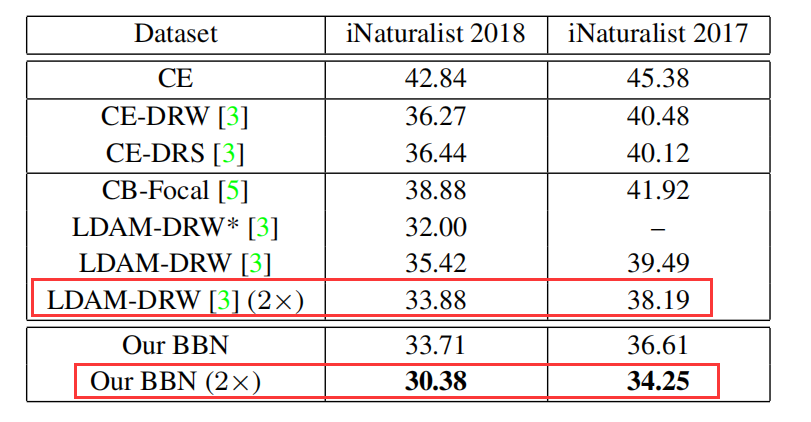 Dataset iNaturalist 2018 iNaturalist 2017
CE 42.84 45.38
CE-DRW [3] 36.27 40.48
CE-DRS [3] 36.44 40.12
CB-Focal [5] 38.88 41.92
LDAM-DRW* [3] 32.00 –
LDAM-DRW [3] 35.42 39.49
LDAM-DRW [3] (2×) 33.88 38.19
Our BBN 33.71 36.61
Our BBN (2×) 30.38 34.25